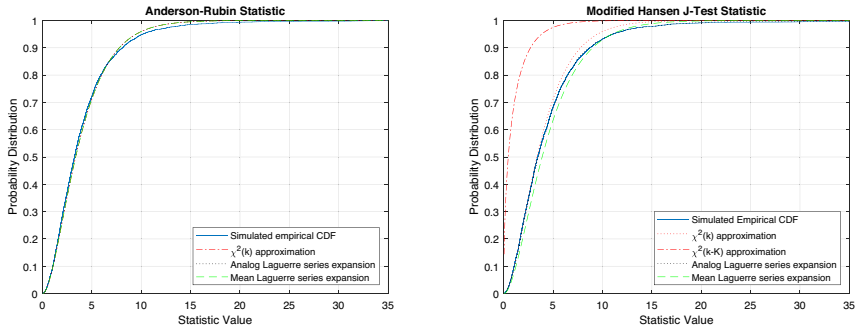 Anderson-Rubin Statistic
Probability Distribution
1
0.9
0.8
0.7
0.6
0.5
0.4
0.3
0.2
0.1
0
Simulated empirical CDF
χ²(k) approximation
Analog Laguerre series expansion
Mean Laguerre series expansion
0 5 10 15 20 25 30 35
Statistic Value
Modified Hansen J-Test Statistic
Probability Distribution
1
0.9
0.8
0.7
0.6
0.5
0.4
0.3
0.2
0.1
0
Simulated Empirical CDF
χ²(k) approximation
χ²(k-K) approximation
Analog Laguerre series expansion
Mean Laguerre series expansion
0 5 10 15 20 25 30 35
Statistic Value